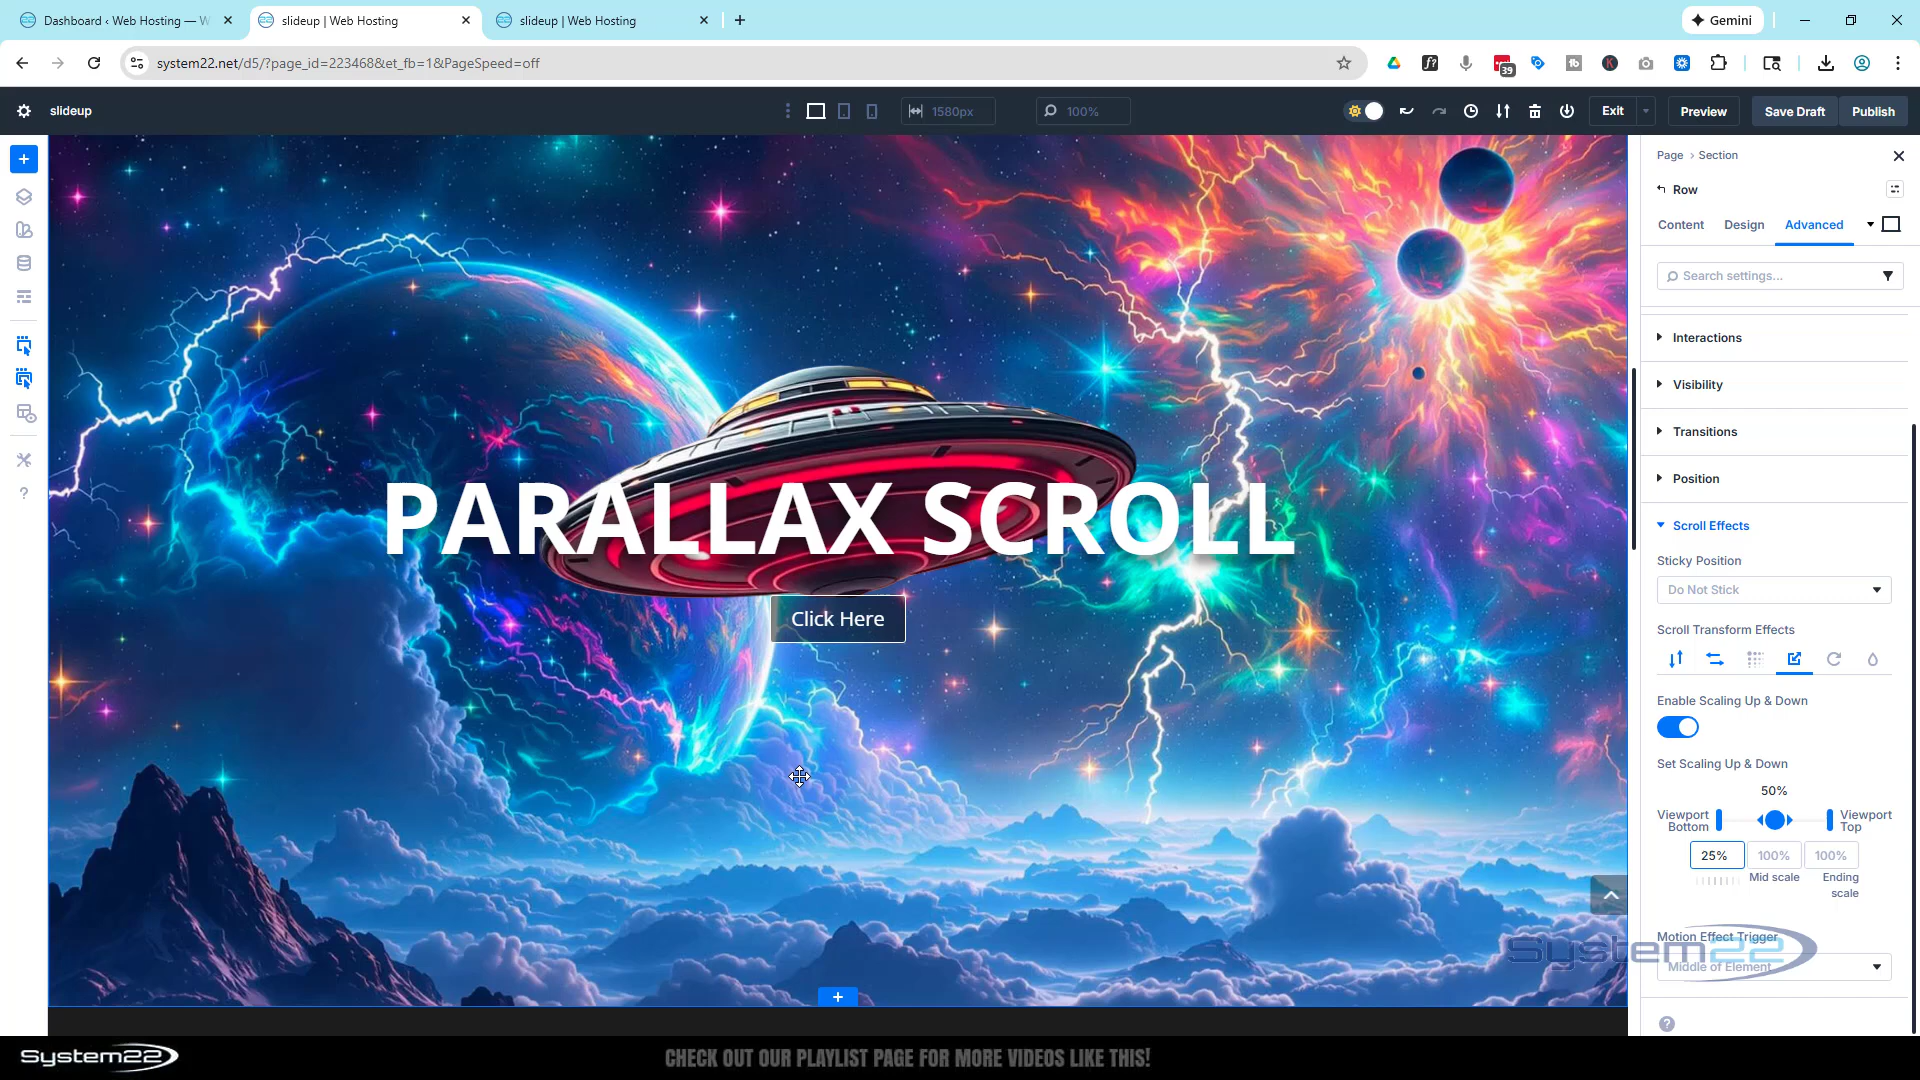 Dashboard ‹ Web Hosting — W
slideup | Web Hosting
slideup | Web Hosting
Gemini
system22.net/d5/?page_id=223468&et_fb=1&PageSpeed=off
39
slideup
1580px
100%
Exit
Preview
Save Draft
Publish
Page › Section
Row
Content
Design
Advanced
Search settings...
Interactions
Visibility
Transitions
Position
Scroll Effects
Sticky Position
Do Not Stick
Scroll Transform Effects
Enable Scaling Up & Down
Set Scaling Up & Down
50%
Viewport Bottom
Viewport Top
25%
100%
100%
Mid scale
Ending scale
Motion Effect Trigger
Middle of Element
System22
PARALLAX SCROLL
Click Here
System22
CHECK OUT OUR PLAYLIST PAGE FOR MORE VIDEOS LIKE THIS!